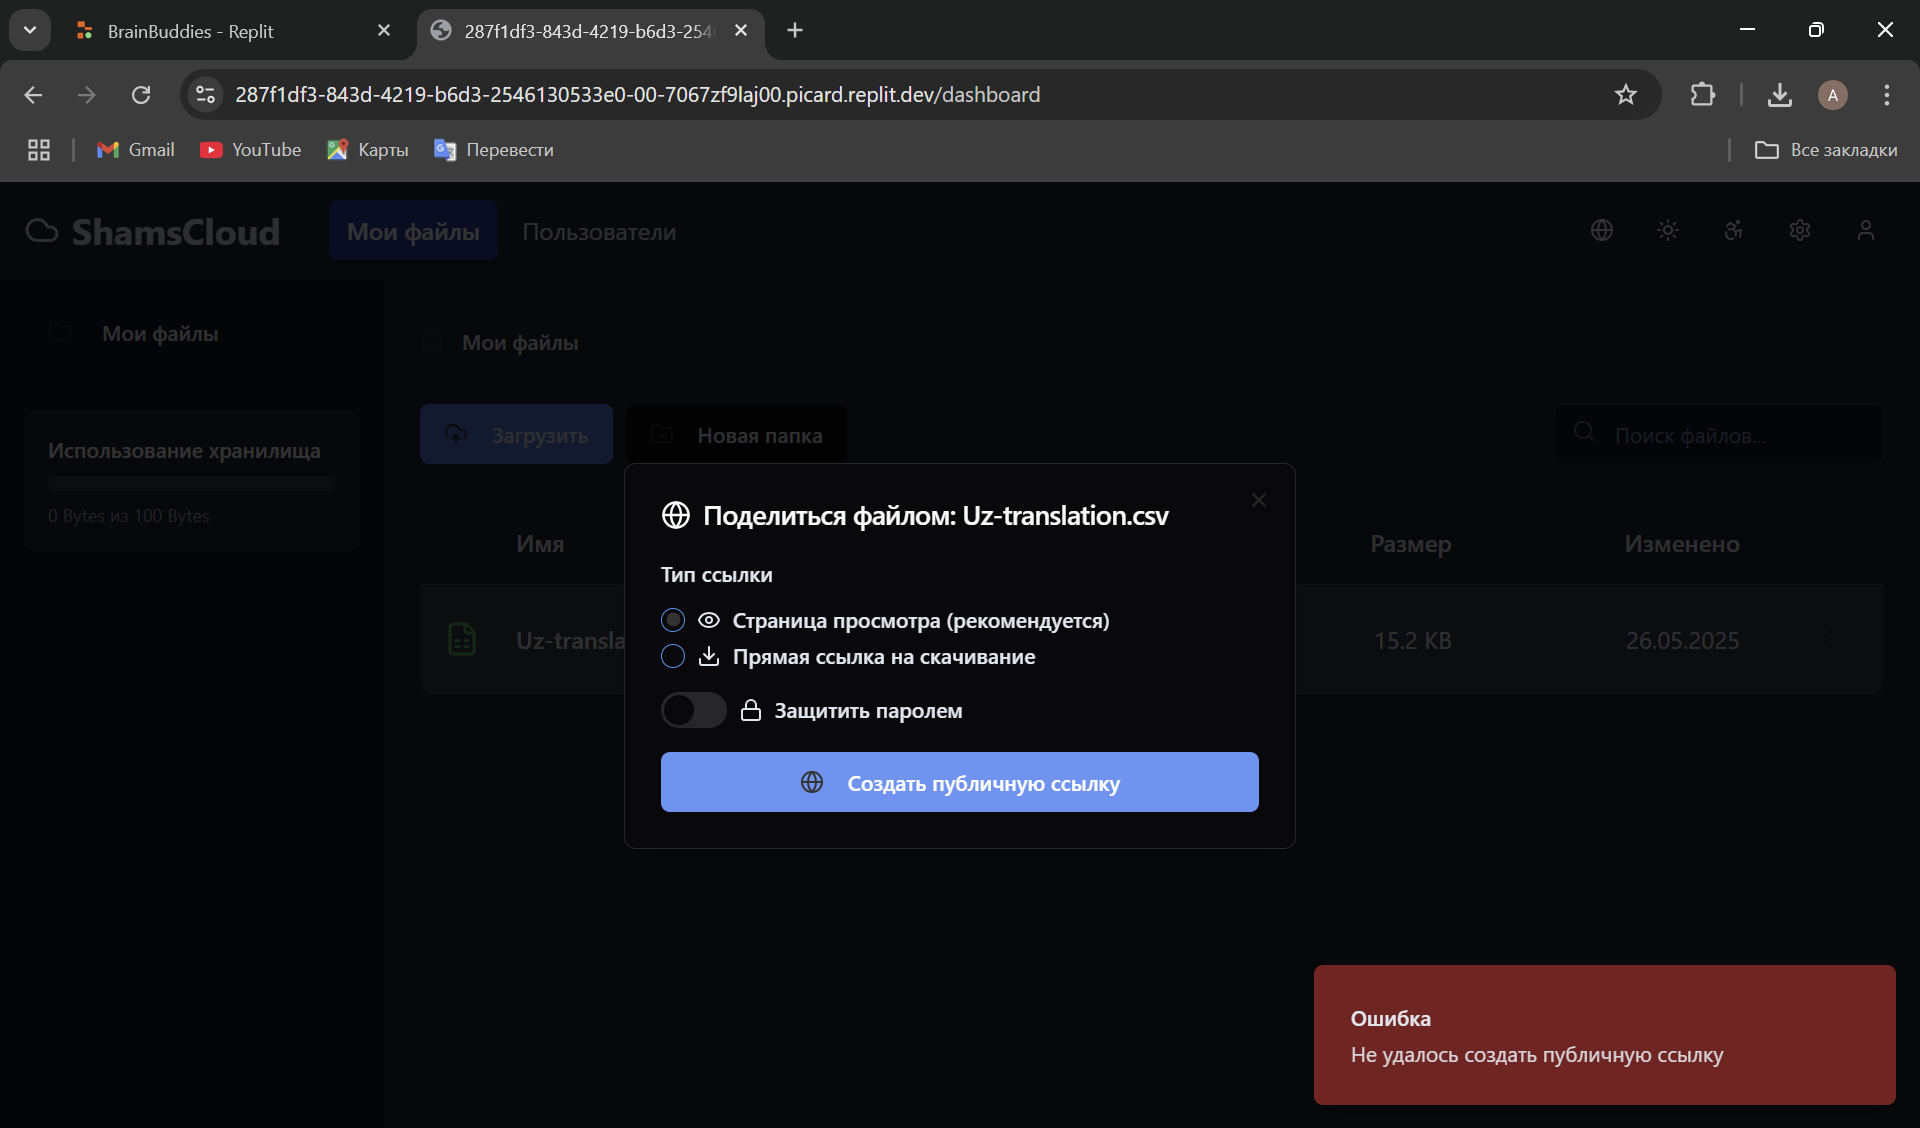 BrainBuddies - Replit
287f1df3-843d-4219-b6d3-254
287f1df3-843d-4219-b6d3-2546130533e0-00-7067zf9laj00.picard.replit.dev/dashboard
A
Gmail
YouTube
Карты
Перевести
Все закладки
ShamsCloud
Мои файлы
Пользователи
Мои файлы
Мои файлы
Использование хранилища
0 Bytes из 100 Bytes
Загрузить
Новая папка
Поиск файлов...
Имя
Размер
Изменено
Uz-transla
15.2 KB
26.05.2025
Поделиться файлом: Uz-translation.csv
Тип ссылки
Страница просмотра (рекомендуется)
Прямая ссылка на скачивание
Защитить паролем
Создать публичную ссылку
Ошибка
Не удалось создать публичную ссылку